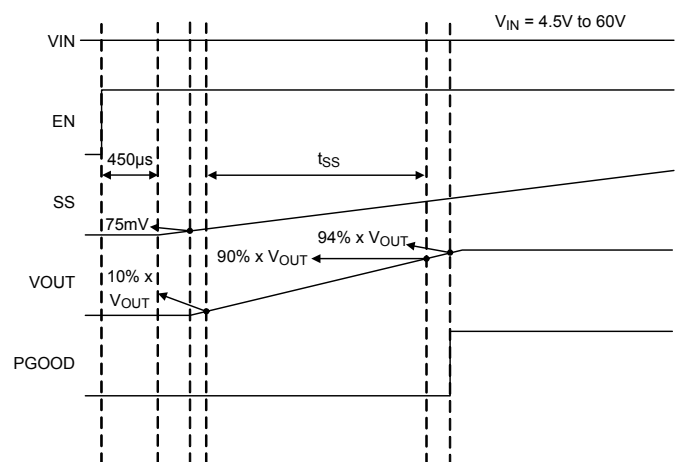 V_IN = 4.5V to 60V
VIN
EN
450µs
t_SS
SS
75mV
94% x V_OUT
90% x V_OUT
10% x
V_OUT
VOUT
PGOOD